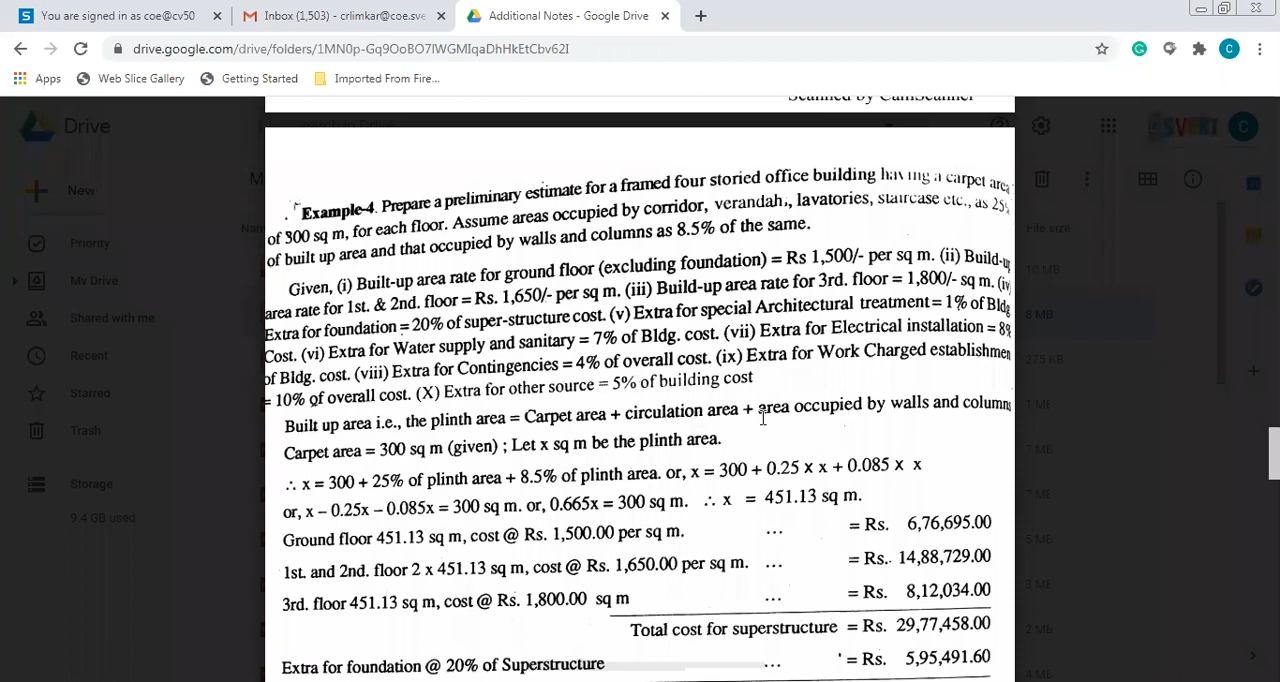 You are signed in as coe@cv50
Inbox (1,503) - crlimkar@coe.sve
Additional Notes - Google Drive
drive.google.com/drive/folders/1MN0p-Gq9OoBO7lWGMIqaDhHkEtCbv62I
Apps Web Slice Gallery Getting Started Imported From Fire...
Scanned by CamScanner
Drive
New
Priority
My Drive
Shared with me
Recent
Starred
Trash
Storage
9.4 GB used
File size
Example-4. Prepare a preliminary estimate for a framed four storied office building having a carpet area
of 300 sq m, for each floor. Assume areas occupied by corridor, verandah, lavatories, staircase etc., as 25%
of built up area and that occupied by walls and columns as 8.5% of the same.
Given, (i) Built-up area rate for ground floor (excluding foundation) = Rs 1,500/- per sq m. (ii) Build-up
area rate for 1st. & 2nd. floor = Rs. 1,650/- per sq m. (iii) Build-up area rate for 3rd. floor = 1,800/- sq m. (iv)
Extra for foundation = 20% of super-structure cost. (v) Extra for special Architectural treatment = 1% of Bldg
Cost. (vi) Extra for Water supply and sanitary = 7% of Bldg. cost. (vii) Extra for Electrical installation = 8%
of Bldg. cost. (viii) Extra for Contingencies = 4% of overall cost. (ix) Extra for Work Charged establishmen
= 10% of overall cost. (X) Extra for other source = 5% of building cost
Built up area i.e., the plinth area = Carpet area + circulation area + area occupied by walls and columns
Carpet area = 300 sq m (given) ; Let x sq m be the plinth area.
∴ x = 300 + 25% of plinth area + 8.5% of plinth area. or, x = 300 + 0.25 x x + 0.085 x x
or, x – 0.25x – 0.085x = 300 sq m. or, 0.665x = 300 sq m. ∴ x = 451.13 sq m.
Ground floor 451.13 sq m, cost @ Rs. 1,500.00 per sq m. ... = Rs. 6,76,695.00
1st. and 2nd. floor 2 x 451.13 sq m, cost @ Rs. 1,650.00 per sq m. ... = Rs. 14,88,729.00
3rd. floor 451.13 sq m, cost @ Rs. 1,800.00 sq m ... = Rs. 8,12,034.00
Total cost for superstructure = Rs. 29,77,458.00
Extra for foundation @ 20% of Superstructure ... = Rs. 5,95,491.60